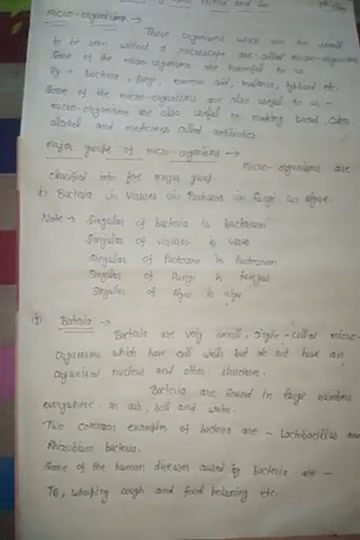 micro-organisms →
Those organisms which are too small
to be seen without a microscope are called micro-organisms
Some of the micro-organisms are harmful to us
Eg → bacteria, fungi, common cold, malaria, typhoid etc.
Some of the micro-organisms are also useful to us -
micro-organisms are also useful in making bread, cakes
alcohol and medicines called antibiotics
major groups of micro-organisms →
micro-organisms are
classified into five major
Bacteria Viruses Protozoa Fungi Algae.
Note → Singular of bacteria is bacterium
Singular of viruses is virus
Singular of Protozoa is Protozoan
Singular of Fungi is fungus
Singular of Algae is alga
Bacteria →
Bacteria are very small, single-celled micro-
organisms which have cell walls but do not have an
organised nucleus and other structures.
Bacteria are found in large numbers
everywhere in air, soil and water.
Two common examples of bacteria are - Lactobacillus and
Rhizobium bacteria.
Some of the human diseases caused by bacteria are -
TB, whooping cough and food poisoning etc.